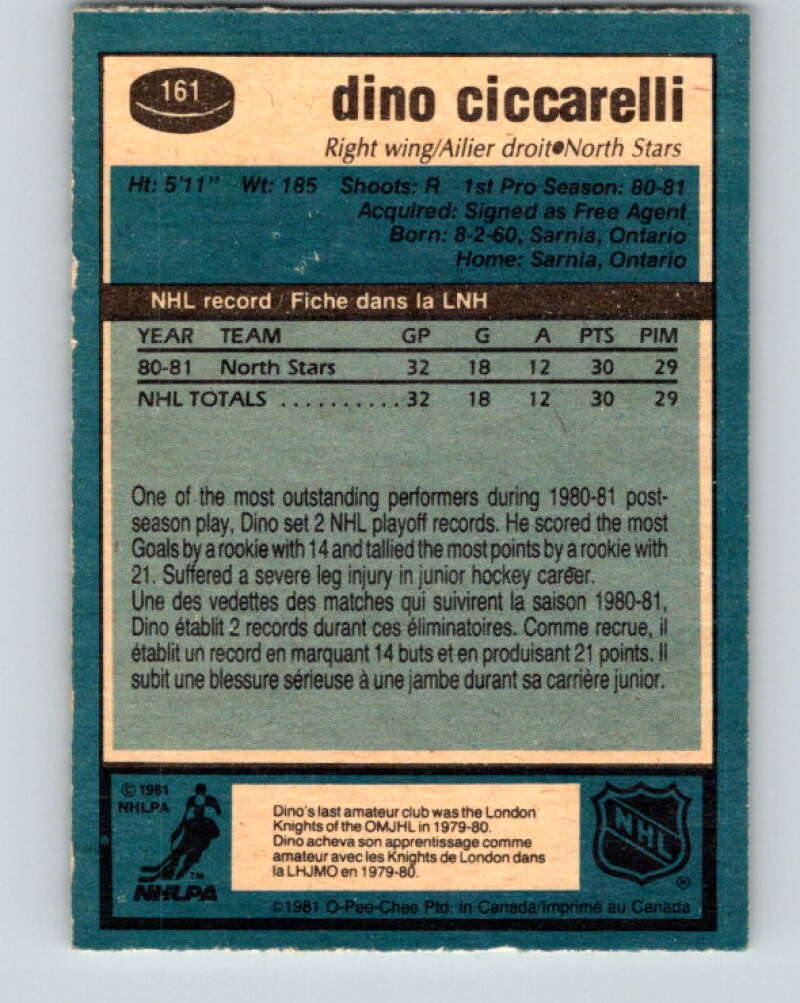 161
dino ciccarelli
Right wing/Ailier droit•North Stars
Ht: 5'11" Wt: 185 Shoots: R 1st Pro Season: 80-81
Acquired: Signed as Free Agent
Born: 8-2-60, Sarnia, Ontario
Home: Sarnia, Ontario
NHL record / Fiche dans la LNH
YEAR TEAM GP G A PTS PIM
80-81 North Stars 32 18 12 30 29
NHL TOTALS .......... 32 18 12 30 29
One of the most outstanding performers during 1980-81 post-
season play, Dino set 2 NHL playoff records. He scored the most
Goals by a rookie with 14 and tallied the most points by a rookie with
21. Suffered a severe leg injury in junior hockey career.
Une des vedettes des matches qui suivirent la saison 1980-81,
Dino établit 2 records durant ces éliminatoires. Comme recrue, il
établit un record en marquant 14 buts et en produisant 21 points. Il
subit une blessure sérieuse à une jambe durant sa carrière junior.
© 1981
NHLPA
TM
NHLPA
Dino's last amateur club was the London
Knights of the OMJHL in 1979-80.
Dino acheva son apprentissage comme
amateur avec les Knights de London dans
la LHJMO en 1979-80.
NHL
®
©1981 O-Pee-Chee Ptd. in Canada/Imprimé au Canada